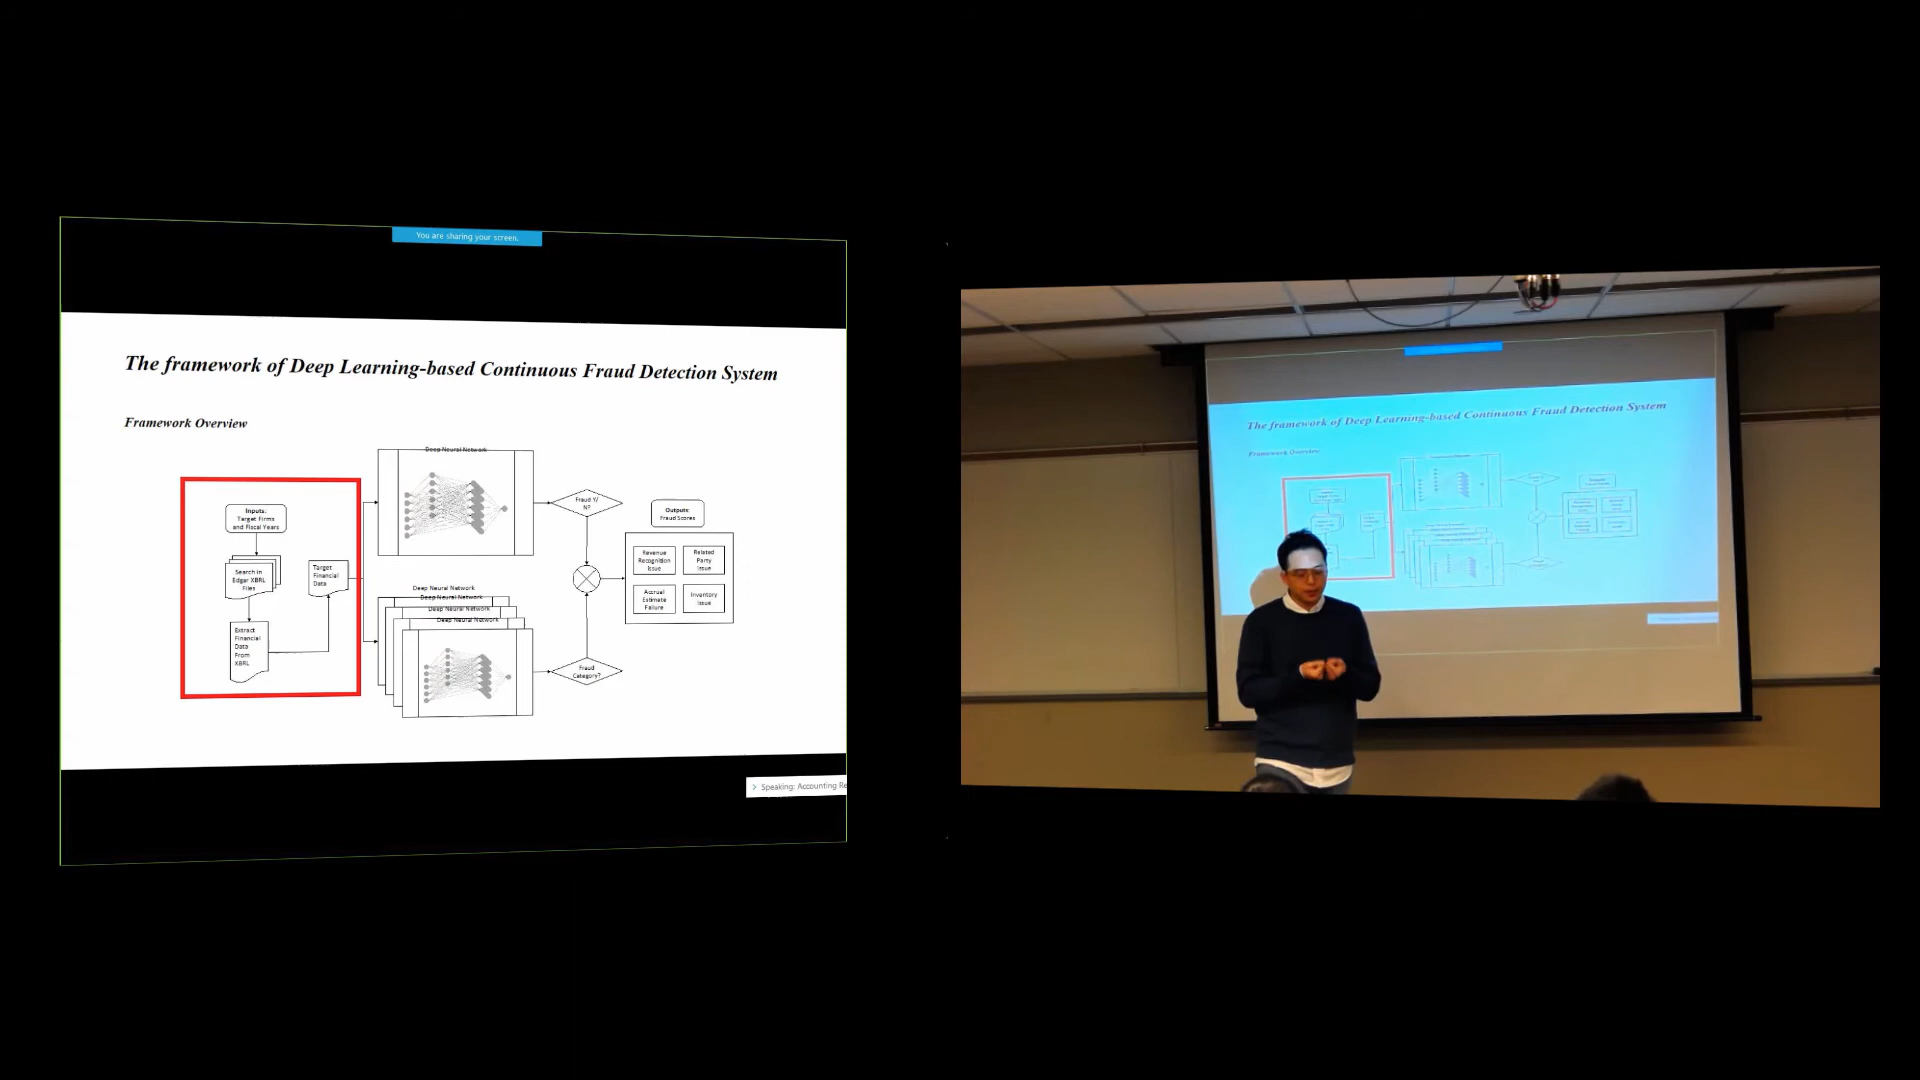 You are sharing your screen.
The framework of Deep Learning-based Continuous Fraud Detection System
Framework Overview
Inputs:
Target Firms
and Fiscal Years
Search in
Edgar XBRL
Files
Extract
Financial
Data
From
XBRL
Target
Financial
Data
Deep Neural Network
Deep Neural Network
Deep Neural Network
Deep Neural Network
Deep Neural Network
Fraud Y/
N?
Fraud
Category?
Outputs:
Fraud Scores
Revenue
Recognition
Issue
Related
Party
Issue
Accrual
Estimate
Failure
Inventory
Issue
Speaking: Accounting Re
The framework of Deep Learning-based Continuous Fraud Detection System
Framework Overview